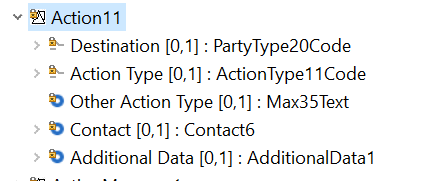 Action11
Destination [0,1] : PartyType20Code
Action Type [0,1] : ActionType11Code
Other Action Type [0,1] : Max35Text
Contact [0,1] : Contact6
Additional Data [0,1] : AdditionalData1